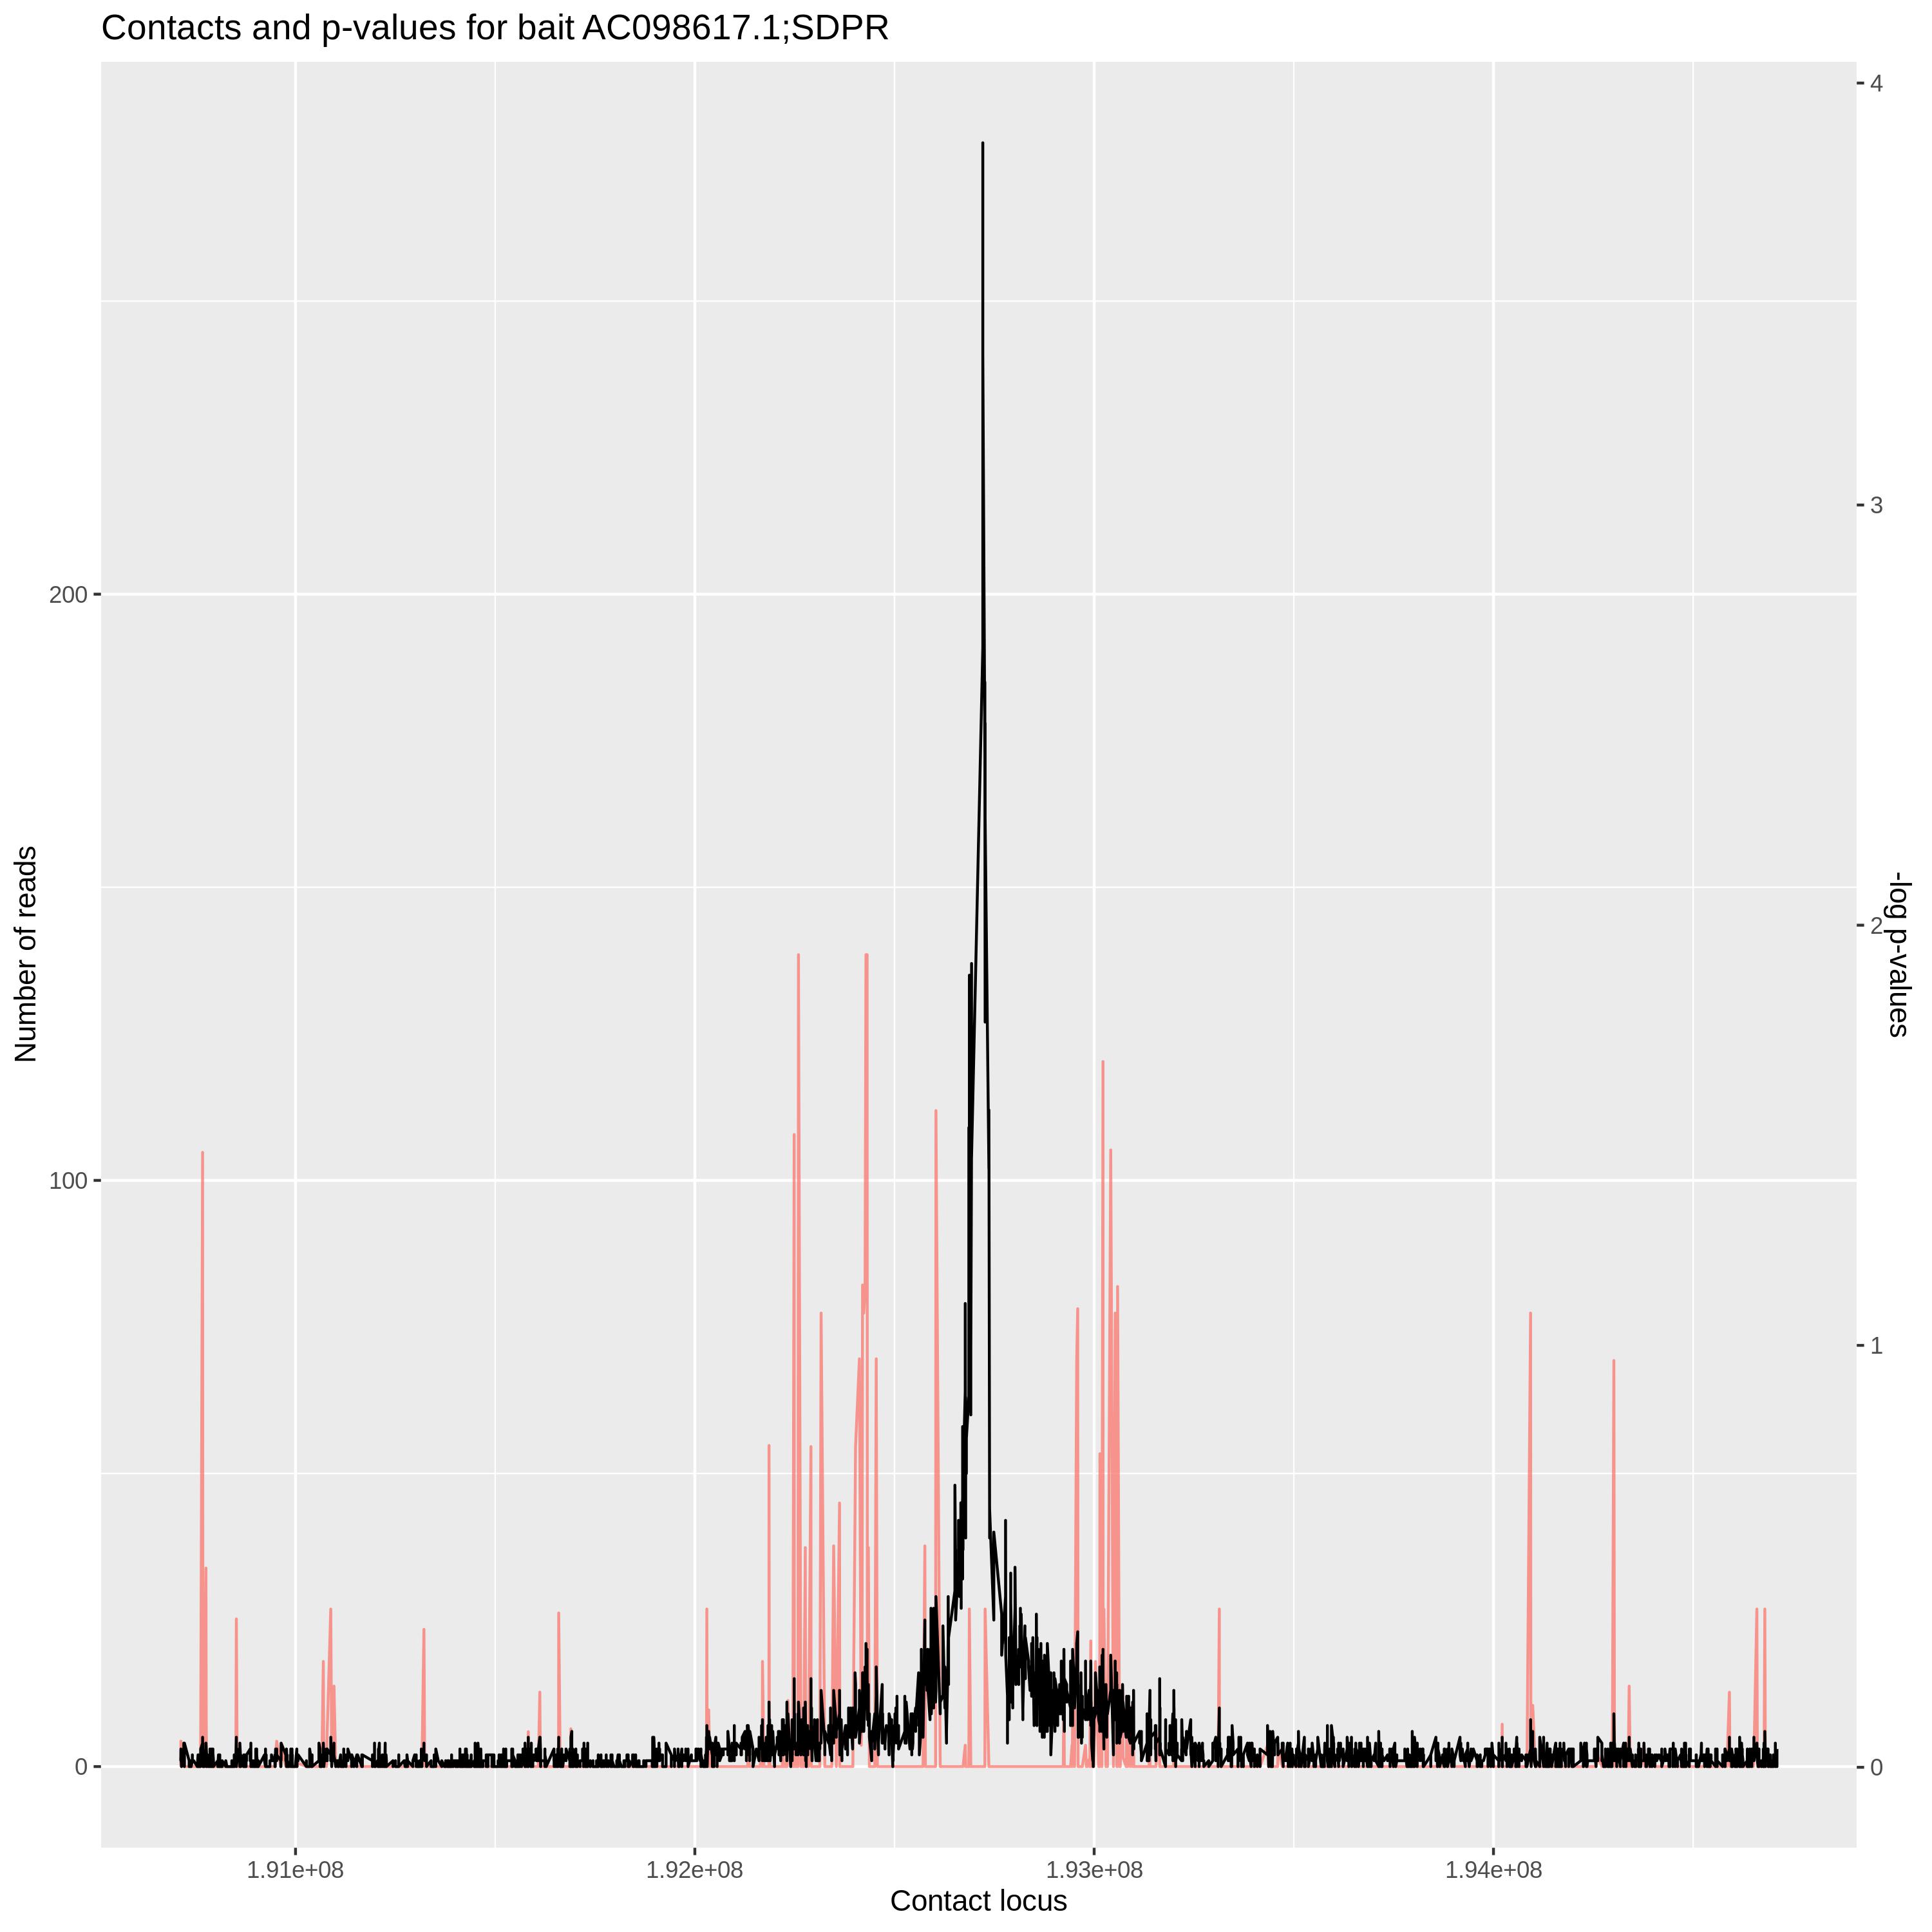 Contacts and p-values for bait AC098617.1;SDPR
4
3
2
1
0
200
100
0
Number of reads
-log p-values
1.91e+08
1.92e+08
1.93e+08
1.94e+08
Contact locus